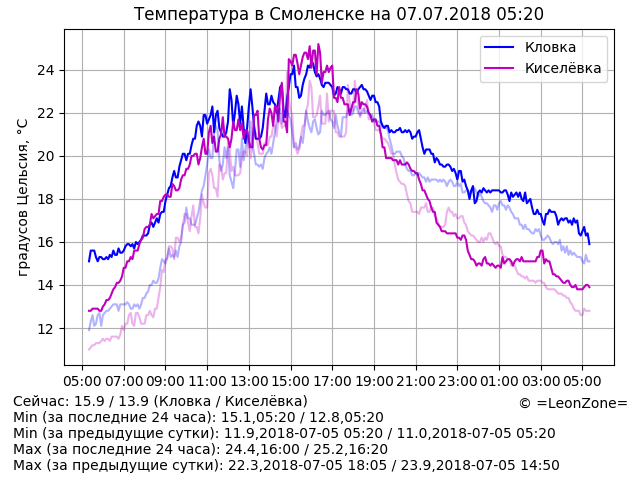 Температура в Смоленске на 07.07.2018 05:20
градусов Цельсия, °C
24
22
20
18
16
14
12
Кловка
Киселёвка
05:00 07:00 09:00 11:00 13:00 15:00 17:00 19:00 21:00 23:00 01:00 03:00 05:00
Сейчас: 15.9 / 13.9 (Кловка / Киселёвка)
© =LeonZone=
Min (за последние 24 часа): 15.1,05:20 / 12.8,05:20
Min (за предыдущие сутки): 11.9,2018-07-05 05:20 / 11.0,2018-07-05 05:20
Max (за последние 24 часа): 24.4,16:00 / 25.2,16:20
Max (за предыдущие сутки): 22.3,2018-07-05 18:05 / 23.9,2018-07-05 14:50